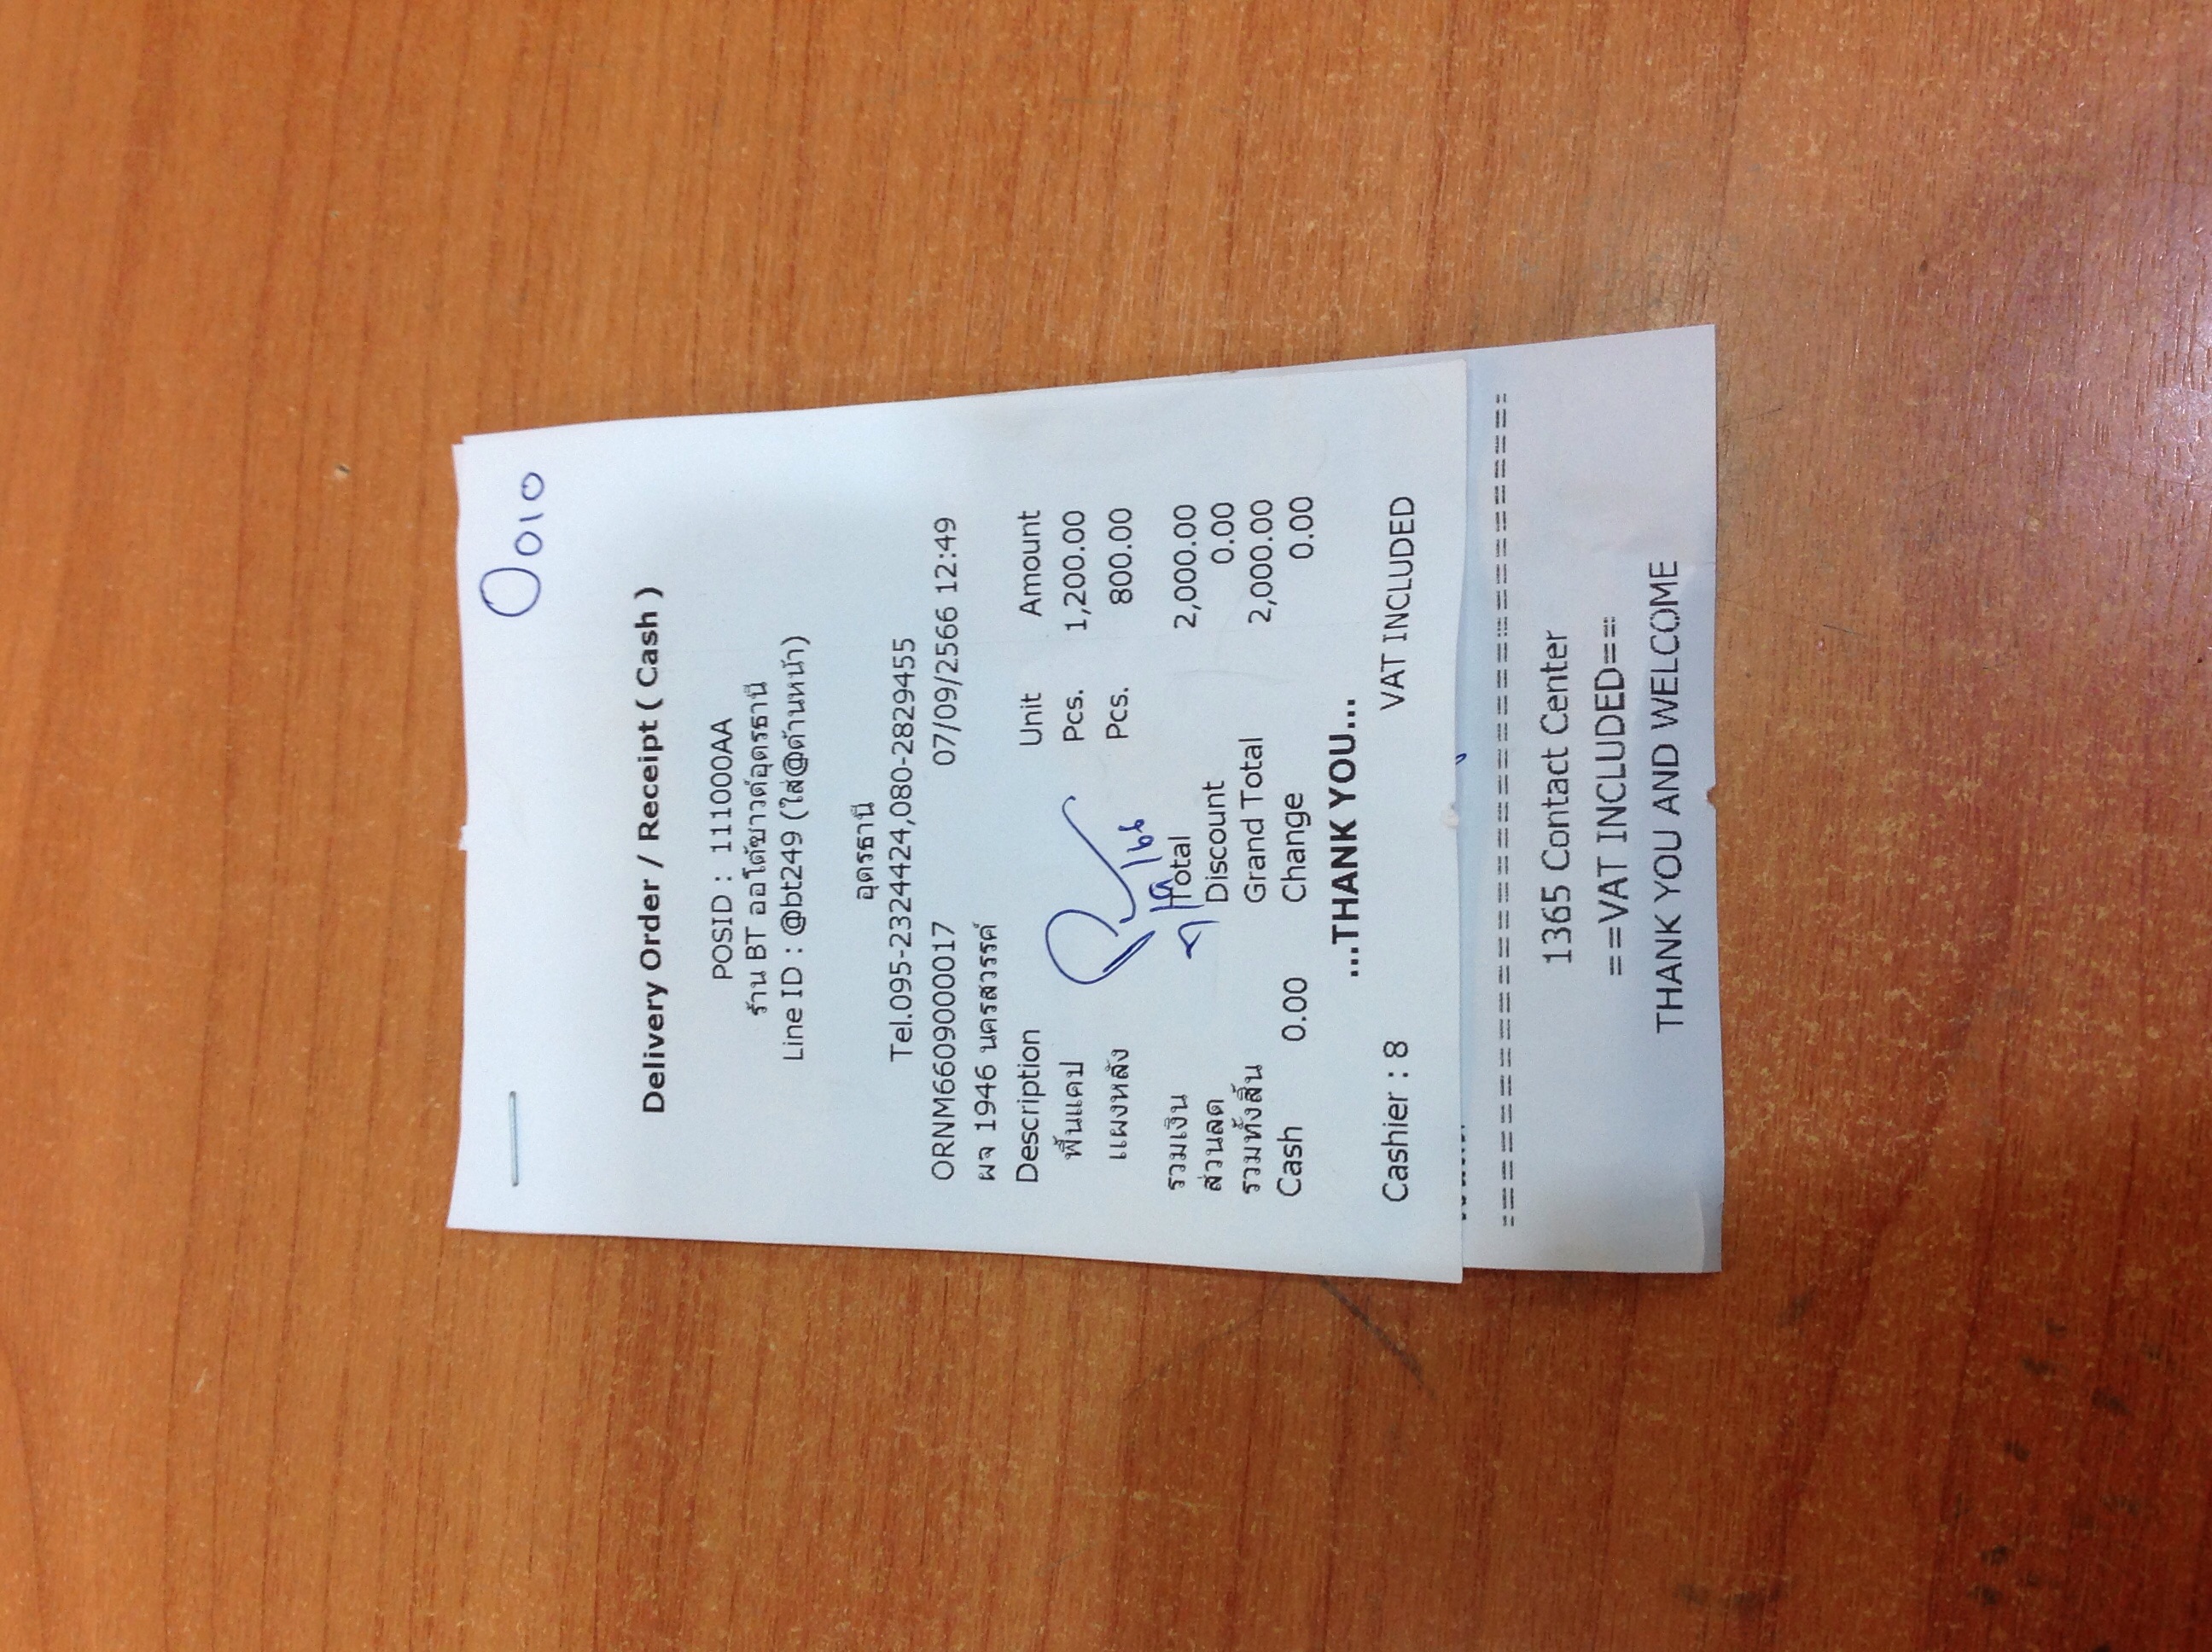 0010
Delivery Order / Receipt ( Cash )
POSID : 111000AA
ร้าน BT ออโต้ซาวด์อุดรธานี
Line ID : @bt249 (ใส่@ด้านหน้า)
อุดรธานี
Tel.095-2324424,080-2829455
ORNM6609000017 07/09/2566 12:49
ผจ 1946 นครสวรรค์
Description Unit Amount
พื้นแคป Pcs. 1,200.00
แผงหลัง Pcs. 800.00
รวมเงิน Total 2,000.00
ส่วนลด Discount 0.00
รวมทั้งสิ้น Grand Total 2,000.00
Cash 0.00 Change 0.00
...THANK YOU...
Cashier : 8 VAT INCLUDED
1365 Contact Center
==VAT INCLUDED==
THANK YOU AND WELCOME